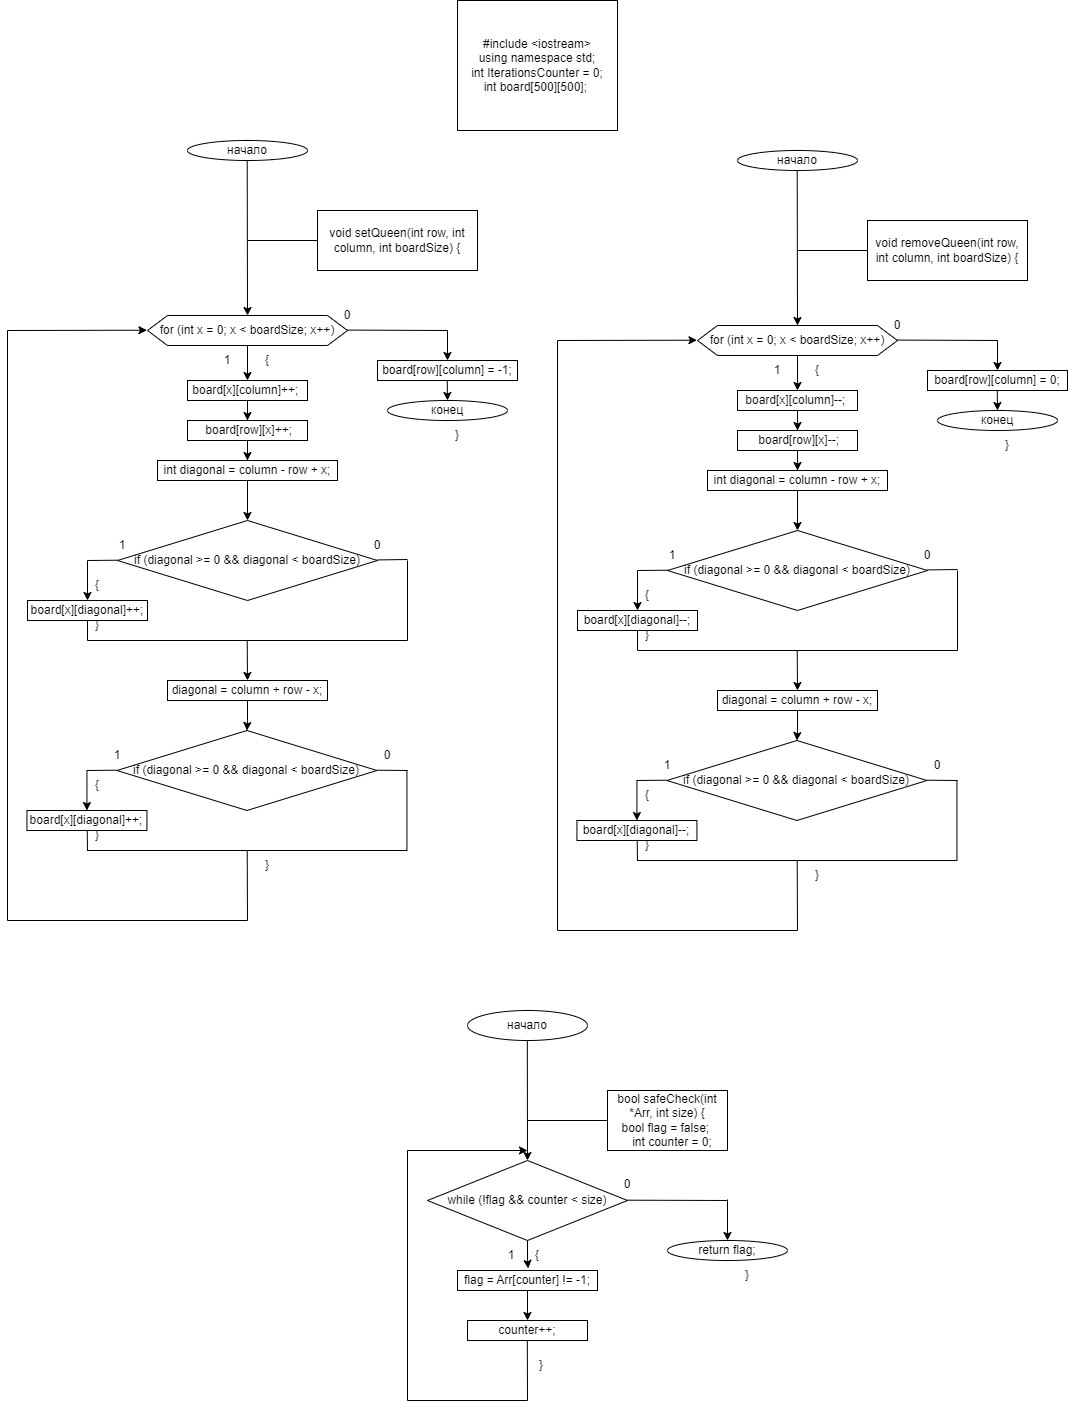 #include <iostream>
using namespace std;
int IterationsCounter = 0;
int board[500][500];
начало
void setQueen(int row, int
column, int boardSize) {
for (int x = 0; x < boardSize; x++)
0
1
{
board[row][column] = -1;
board[x][column]++;
конец
board[row][x]++;
}
int diagonal = column - row + x;
1
0
if (diagonal >= 0 && diagonal < boardSize)
{
board[x][diagonal]++;
}
diagonal = column + row - x;
1
0
if (diagonal >= 0 && diagonal < boardSize)
{
board[x][diagonal]++;
}
}
начало
void removeQueen(int row,
int column, int boardSize) {
for (int x = 0; x < boardSize; x++)
0
1
{
board[row][column] = 0;
board[x][column]--;
конец
board[row][x]--;
}
int diagonal = column - row + x;
1
0
if (diagonal >= 0 && diagonal < boardSize)
{
board[x][diagonal]--;
}
diagonal = column + row - x;
1
0
if (diagonal >= 0 && diagonal < boardSize)
{
board[x][diagonal]--;
}
}
начало
bool safeCheck(int
*Arr, int size) {
bool flag = false;
int counter = 0;
while (!flag && counter < size)
0
1
{
return flag;
flag = Arr[counter] != -1;
}
counter++;
}